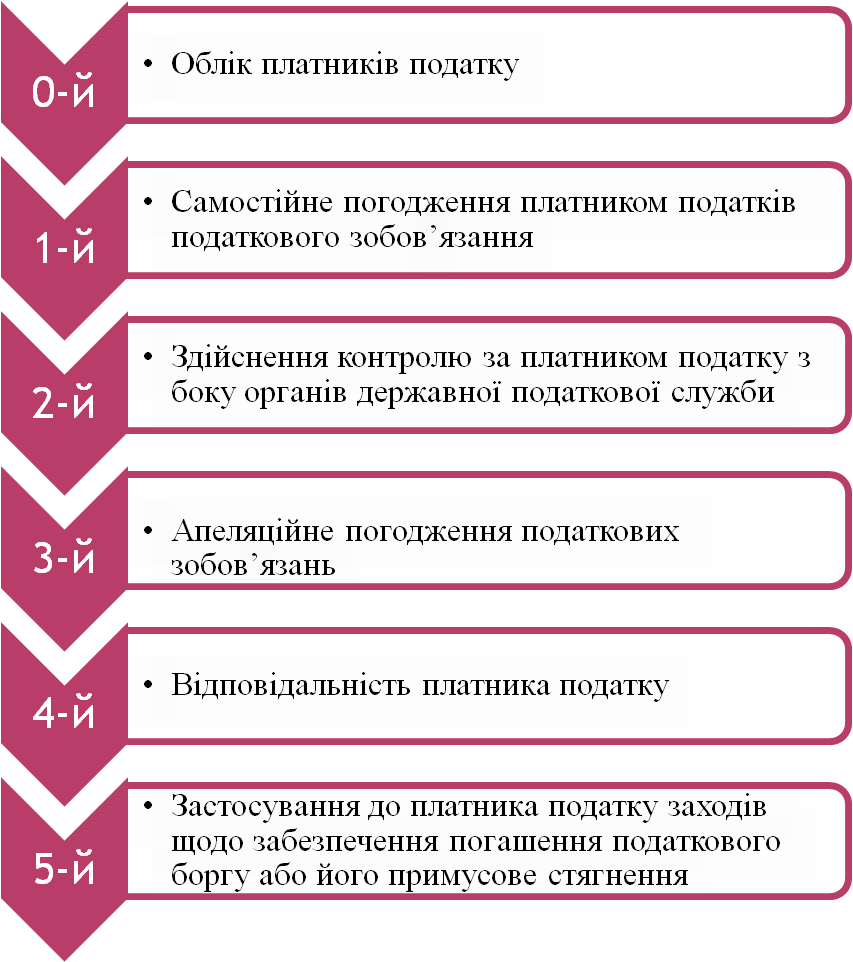 0-й
• Облік платників податку
1-й
• Самостійне погодження платником податків
податкового зобов’язання
2-й
• Здійснення контролю за платником податку з
боку органів державної податкової служби
3-й
• Апеляційне погодження податкових
зобов’язань
4-й
• Відповідальність платника податку
5-й
• Застосування до платника податку заходів
щодо забезпечення погашення податкового
боргу або його примусове стягнення